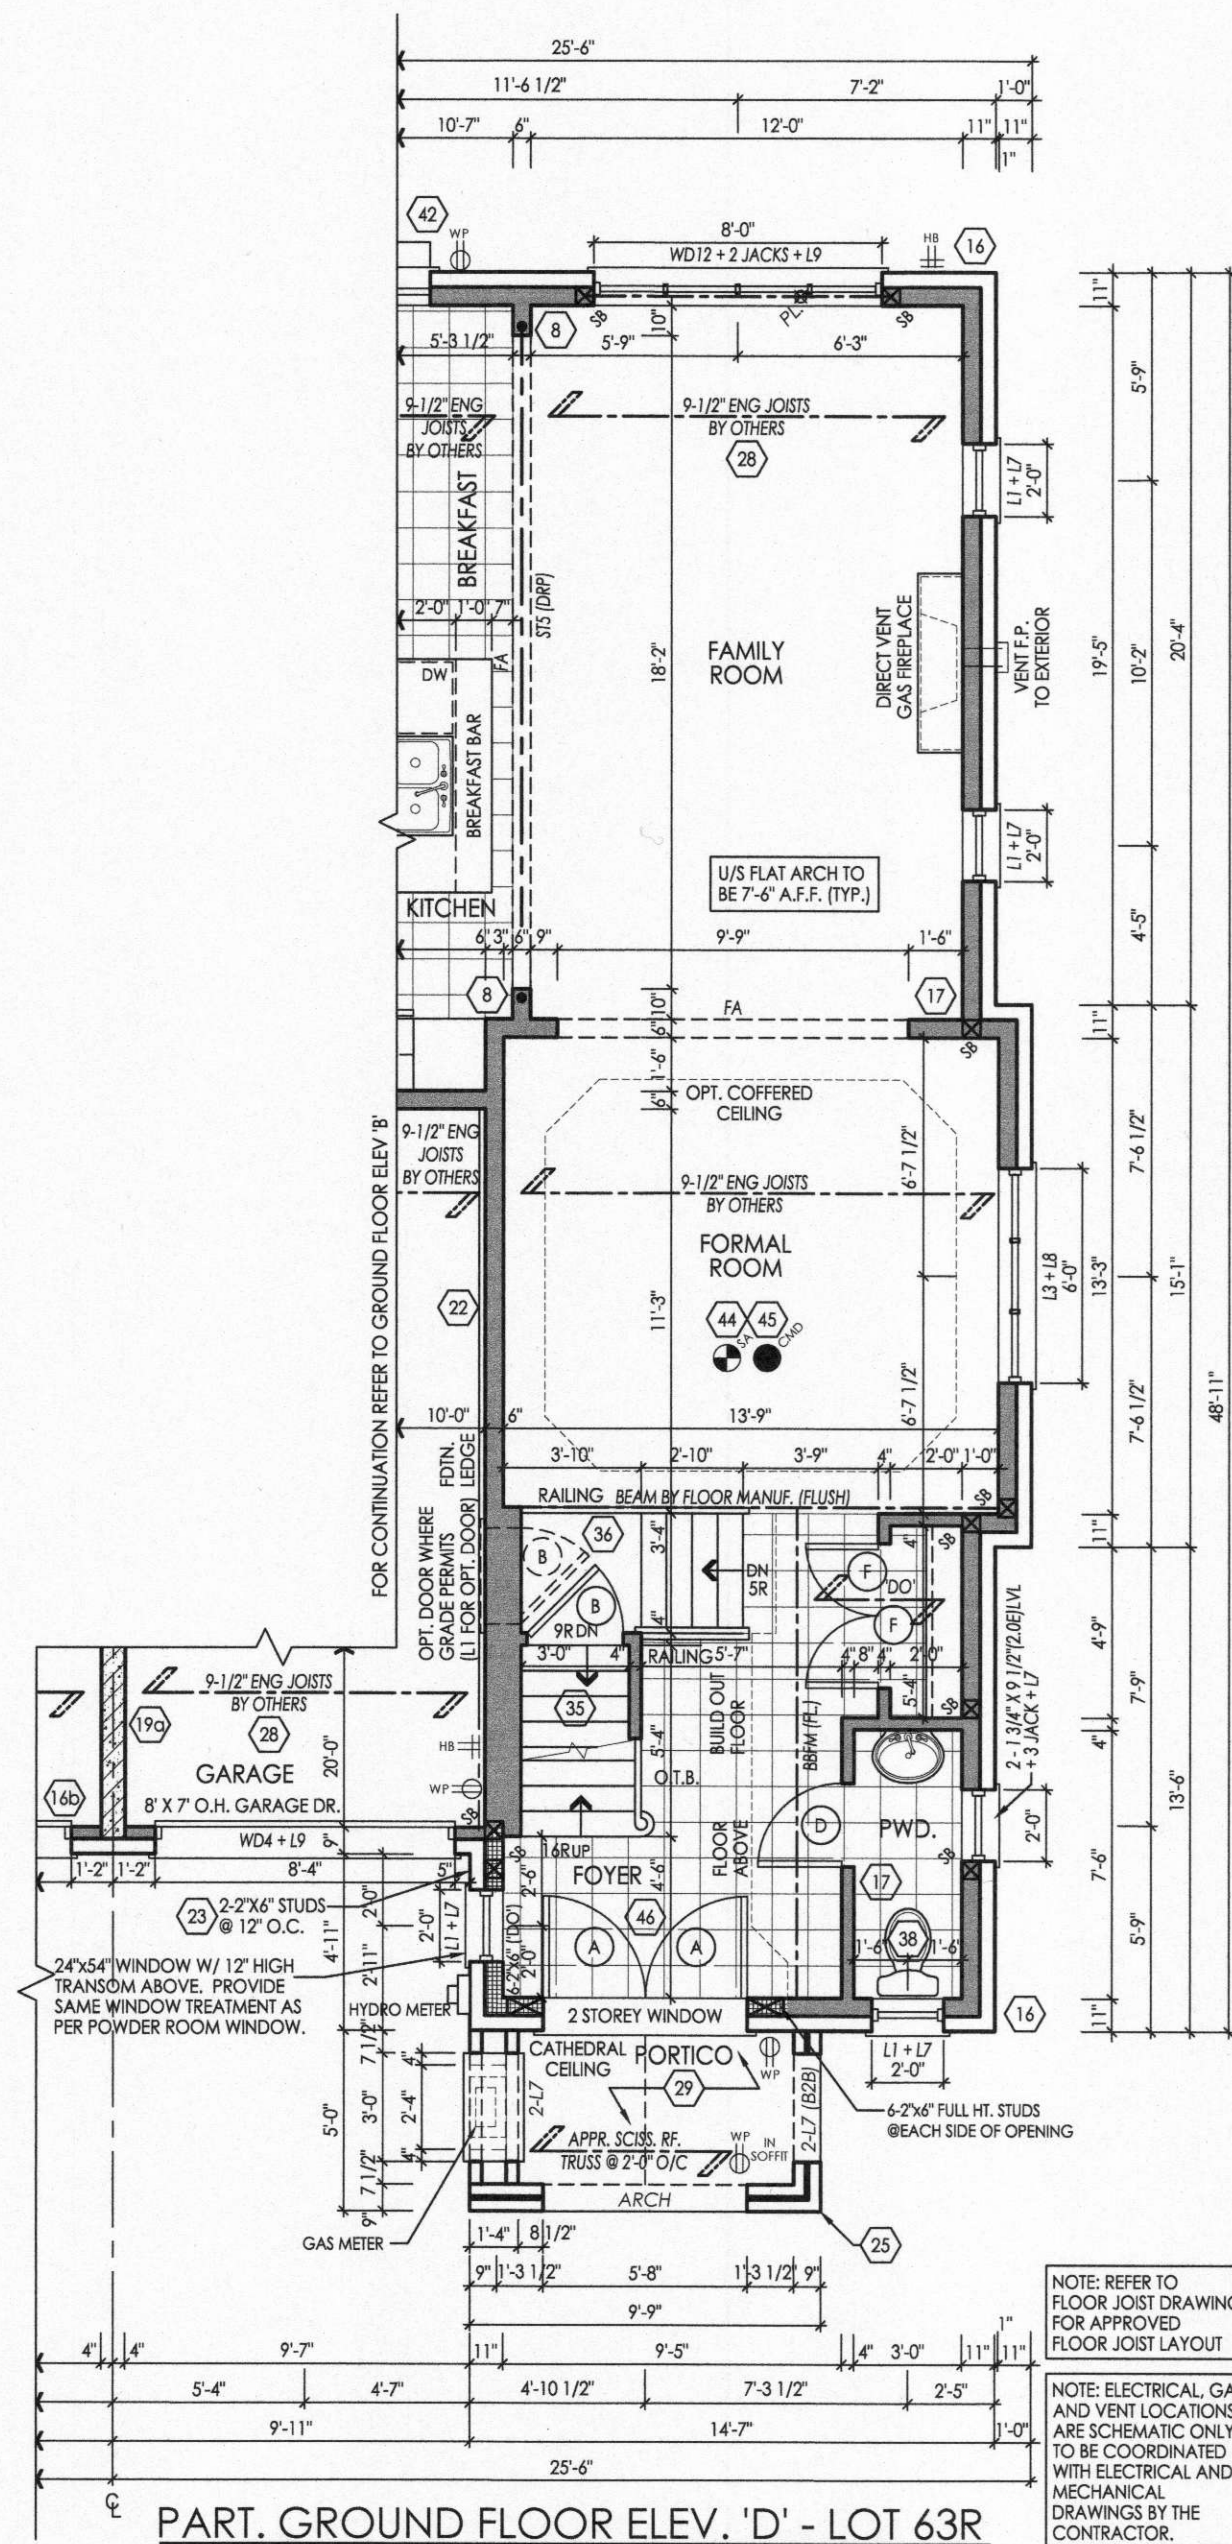 25'-6"
11'-6 1/2" 7'-2" 1'-0"
10'-7" 6" 12'-0" 11" 11"
1"
42
WP
8'-0"
WD12 + 2 JACKS + L9
HB
16
SB
PL.
SB
8
10"
5'-3 1/2" 5'-9" 6'-3"
11"
5'-9"
9-1/2" ENG
JOISTS
BY OTHERS
9-1/2" ENG JOISTS
BY OTHERS
28
L1 + L7
2'-0"
BREAKFAST
ST5 (DRP)
2'-0" 1'-0" 7"
FA
DW
BREAKFAST BAR
18'-2"
FAMILY
ROOM
DIRECT VENT
GAS FIREPLACE
VENT F.P.
TO EXTERIOR
19'-5"
10'-2"
20'-4"
L1 + L7
2'-0"
U/S FLAT ARCH TO
BE 7'-6" A.F.F. (TYP.)
KITCHEN
6" 3" 6" 9" 9'-9" 1'-6"
4'-5"
8
10"
FA
17
6"
SB
11"
1'-6"
6"
OPT. COFFERED
CEILING
FOR CONTINUATION REFER TO GROUND FLOOR ELEV 'B'
9-1/2" ENG
JOISTS
BY OTHERS
6'-7 1/2"
7'-6 1/2"
9-1/2" ENG JOISTS
BY OTHERS
FORMAL
ROOM
22
11'-3"
44 45
SA
CMD
L3 + L8
6'-0"
13'-3"
15'-1"
48'-11"
6'-7 1/2"
7'-6 1/2"
10'-0" 6" 13'-9"
3'-10" 2'-10" 3'-9" 4" 2'-0" 1'-0"
RAILING BEAM BY FLOOR MANUF. (FLUSH)
SB
OPT. DOOR WHERE
GRADE PERMITS
(L1 FOR OPT. DOOR)
FDTN.
LEDGE
36
B
B
3'-4"
4"
DN
5R
F
'DO'
F
4"
SB
11"
9R DN
3'-0" 4"
RAILING
5'-7"
4" 8" 4" 2'-0"
5'-4"
SB
4'-9"
7'-9"
2 - 1 3/4" X 9 1/2"(2.0E)LVL
+ 3 JACK + L7
9-1/2" ENG JOISTS
BY OTHERS
19a
28
GARAGE
8' X 7' O.H. GARAGE DR.
20'-0"
HB
WP
16b
35
5'-4"
O.T.B.
BUILD OUT
FLOOR
BBFM (FL)
4"
13'-6"
WD4 + L9
SB
9"
16R UP
SB
FOYER
4'-6"
FLOOR
ABOVE
D
PWD.
2'-0"
SB
7'-6"
1'-2" 1'-2" 8'-4" 5"
2'-6"
17
23
2-2"X6" STUDS
@ 12" O.C.
4'-11"
2'-0"
2'-0"
L1 + L7
6-2"x6" ('DO')
2'-0"
46
A
A
1'-6" 38 1'-6"
5'-9"
24"x54" WINDOW W/ 12" HIGH
TRANSOM ABOVE. PROVIDE
SAME WINDOW TREATMENT AS
PER POWDER ROOM WINDOW.
2'-11"
HYDRO METER
2 STOREY WINDOW
16
11"
7 1/2"
4"
CATHEDRAL
CEILING
PORTICO
WP
L1 + L7
2'-0"
29
5'-0"
3'-0"
2'-4"
2-L7
2-L7 (B2B)
6-2"x6" FULL HT. STUDS
@EACH SIDE OF OPENING
APPR. SCISS. RF.
TRUSS @ 2'-0" O/C
WP
IN
SOFFIT
4"
7 1/2"
9"
ARCH
GAS METER
1'-4" 8 1/2"
25
9" 1'-3 1/2" 5'-8" 1'-3 1/2" 9"
9'-9"
NOTE: REFER TO
FLOOR JOIST DRAWING
FOR APPROVED
FLOOR JOIST LAYOUT
1"
4" 4" 9'-7" 11" 9'-5" 4" 3'-0" 11" 11"
5'-4" 4'-7" 4'-10 1/2" 7'-3 1/2" 2'-5"
9'-11" 14'-7" 1'-0"
25'-6"
NOTE: ELECTRICAL, GA
AND VENT LOCATIONS
ARE SCHEMATIC ONLY
TO BE COORDINATED
WITH ELECTRICAL AND
MECHANICAL
DRAWINGS BY THE
CONTRACTOR.
CL
PART. GROUND FLOOR ELEV. 'D' - LOT 63R